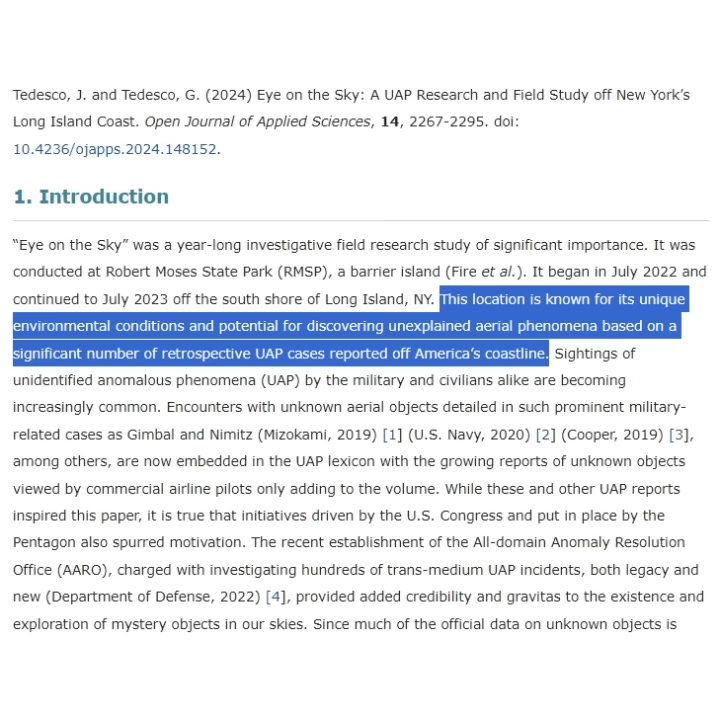 Tedesco, J. and Tedesco, G. (2024) Eye on the Sky: A UAP Research and Field Study off New York’s
Long Island Coast. Open Journal of Applied Sciences, 14, 2267-2295. doi:
10.4236/ojapps.2024.148152.
1. Introduction
“Eye on the Sky” was a year-long investigative field research study of significant importance. It was
conducted at Robert Moses State Park (RMSP), a barrier island (Fire et al.). It began in July 2022 and
continued to July 2023 off the south shore of Long Island, NY. This location is known for its unique
environmental conditions and potential for discovering unexplained aerial phenomena based on a
significant number of retrospective UAP cases reported off America’s coastline. Sightings of
unidentified anomalous phenomena (UAP) by the military and civilians alike are becoming
increasingly common. Encounters with unknown aerial objects detailed in such prominent military-
related cases as Gimbal and Nimitz (Mizokami, 2019) [1] (U.S. Navy, 2020) [2] (Cooper, 2019) [3],
among others, are now embedded in the UAP lexicon with the growing reports of unknown objects
viewed by commercial airline pilots only adding to the volume. While these and other UAP reports
inspired this paper, it is true that initiatives driven by the U.S. Congress and put in place by the
Pentagon also spurred motivation. The recent establishment of the All-domain Anomaly Resolution
Office (AARO), charged with investigating hundreds of trans-medium UAP incidents, both legacy and
new (Department of Defense, 2022) [4], provided added credibility and gravitas to the existence and
exploration of mystery objects in our skies. Since much of the official data on unknown objects is